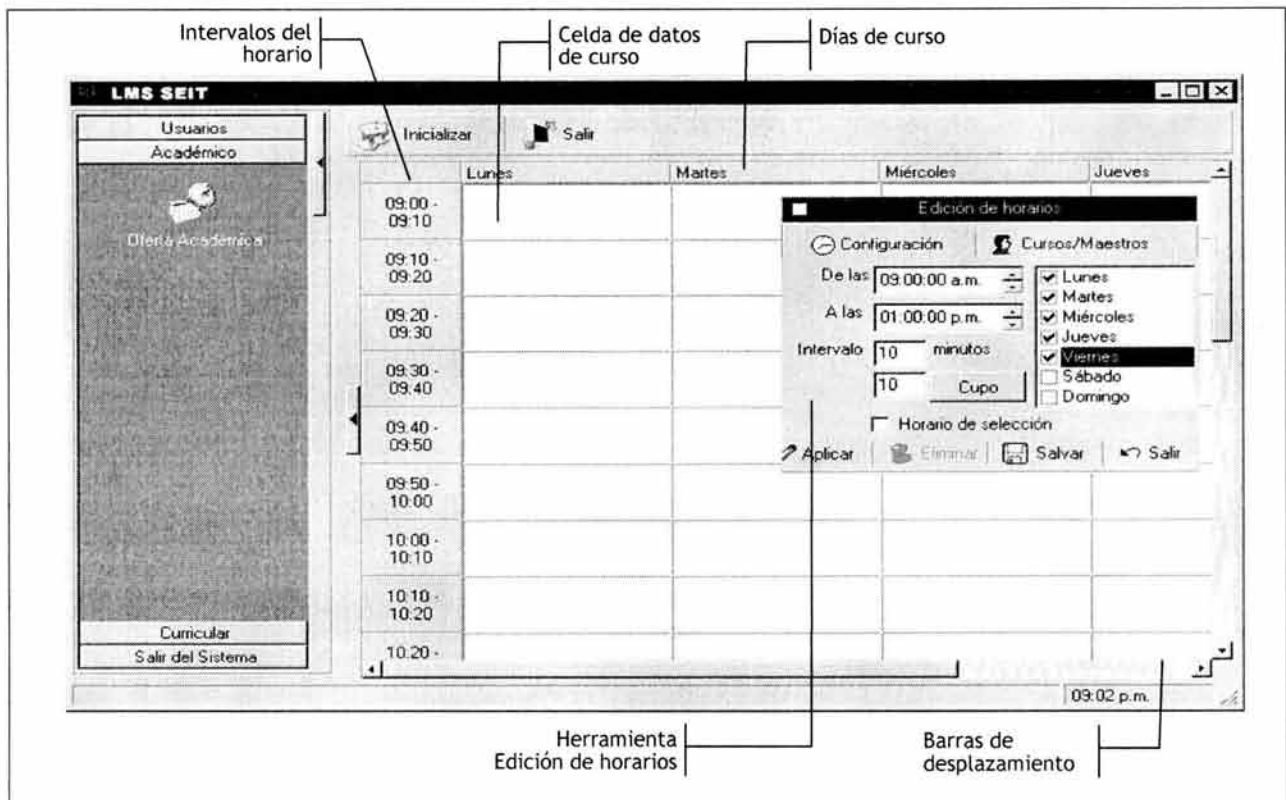 Intervalos del
horario
Celda de datos
de curso
Días de curso
LMS SEIT
Usuarios
Académico
Oferta Académica
Curricular
Salir del Sistema
Inicializar
Salir
Lunes
Martes
Miércoles
Jueves
09:00 -
09:10
09:10 -
09:20
09:20 -
09:30
09:30 -
09:40
09:40 -
09:50
09:50 -
10:00
10:00 -
10:10
10:10 -
10:20
10:20 -
Edición de horarios
Configuración
Cursos/Maestros
De las 09:00:00 a.m.
A las 01:00:00 p.m.
Intervalo 10 minutos
10 Cupo
Lunes
Martes
Miércoles
Jueves
Viernes
Sábado
Domingo
Horario de selección
Aplicar
Eliminar
Salvar
Salir
09:02 p.m.
Herramienta
Edición de horarios
Barras de
desplazamiento